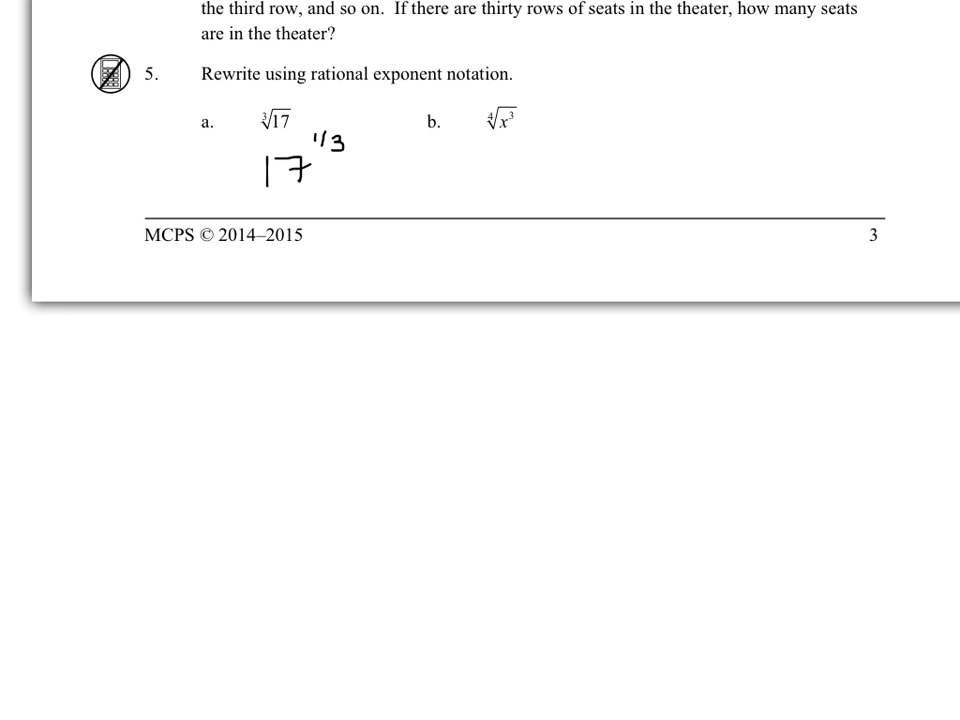 the third row, and so on.  If there are thirty rows of seats in the theater, how many seats
are in the theater?
5. Rewrite using rational exponent notation.
a. ∛17 b. ∜x³
17^1/3
MCPS © 2014–2015 3